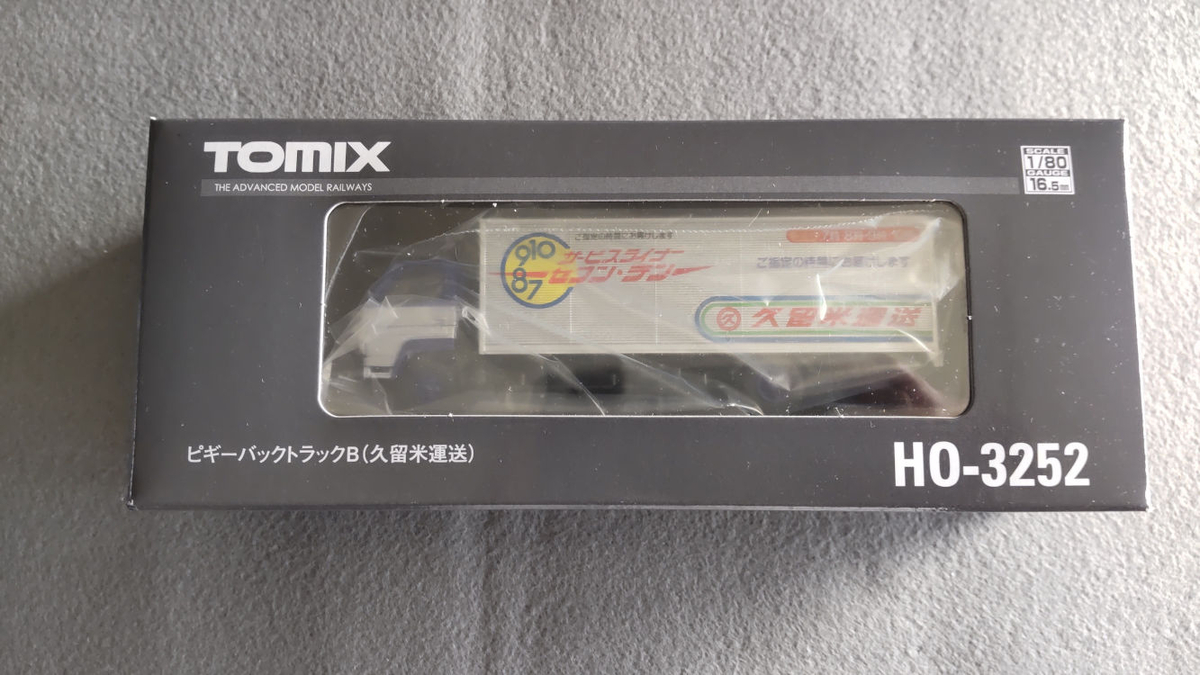 TOMIX
THE ADVANCED MODEL RAILWAYS
SCALE
1/80
GAUGE
16.5mm
910
87
ご指定の時間にお届けします
サービスライナー
セブン・テン
久留米運送
ピギーバックトラックB(久留米運送)
HO-3252